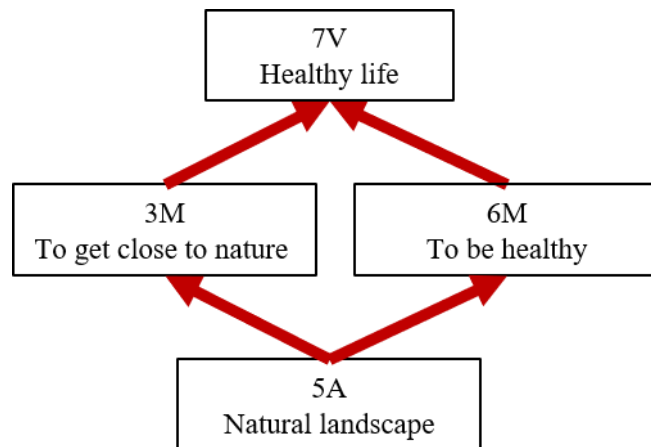 7V
Healthy life
3M
To get close to nature
6M
To be healthy
5A
Natural landscape